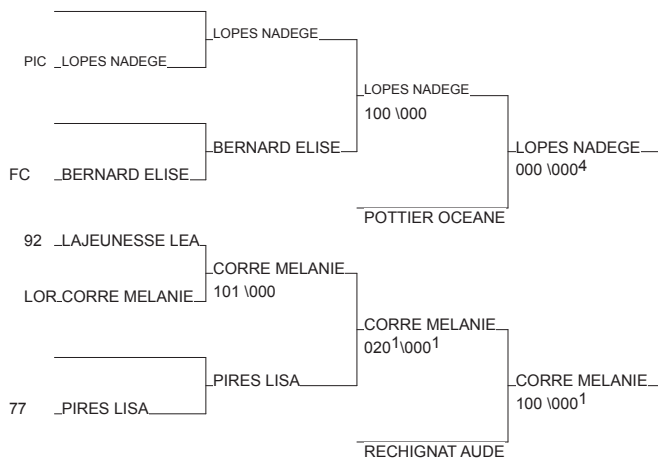 LOPES NADEGE
PIC LOPES NADEGE
LOPES NADEGE
100 \000
BERNARD ELISE
LOPES NADEGE
000 \000⁴
FC BERNARD ELISE
POTTIER OCEANE
92 LAJEUNESSE LEA
CORRE MELANIE
101 \000
LOR CORRE MELANIE
CORRE MELANIE
020¹\000¹
PIRES LISA
CORRE MELANIE
100 \000¹
77 PIRES LISA
RECHIGNAT AUDE